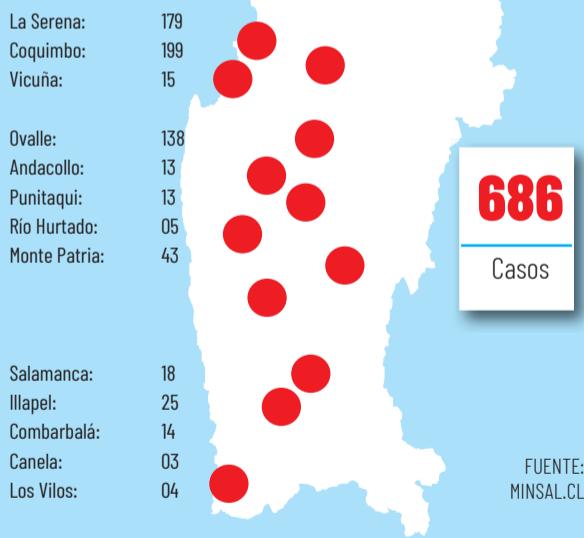 La Serena: 179
Coquimbo: 199
Vicuña: 15
Ovalle: 138
Andacollo: 13
Punitaqui: 13
Río Hurtado: 05
Monte Patria: 43
686
Casos
Salamanca: 18
Illapel: 25
Combarbalá: 14
Canela: 03
Los Vilos: 04
FUENTE:
MINSAL.CL